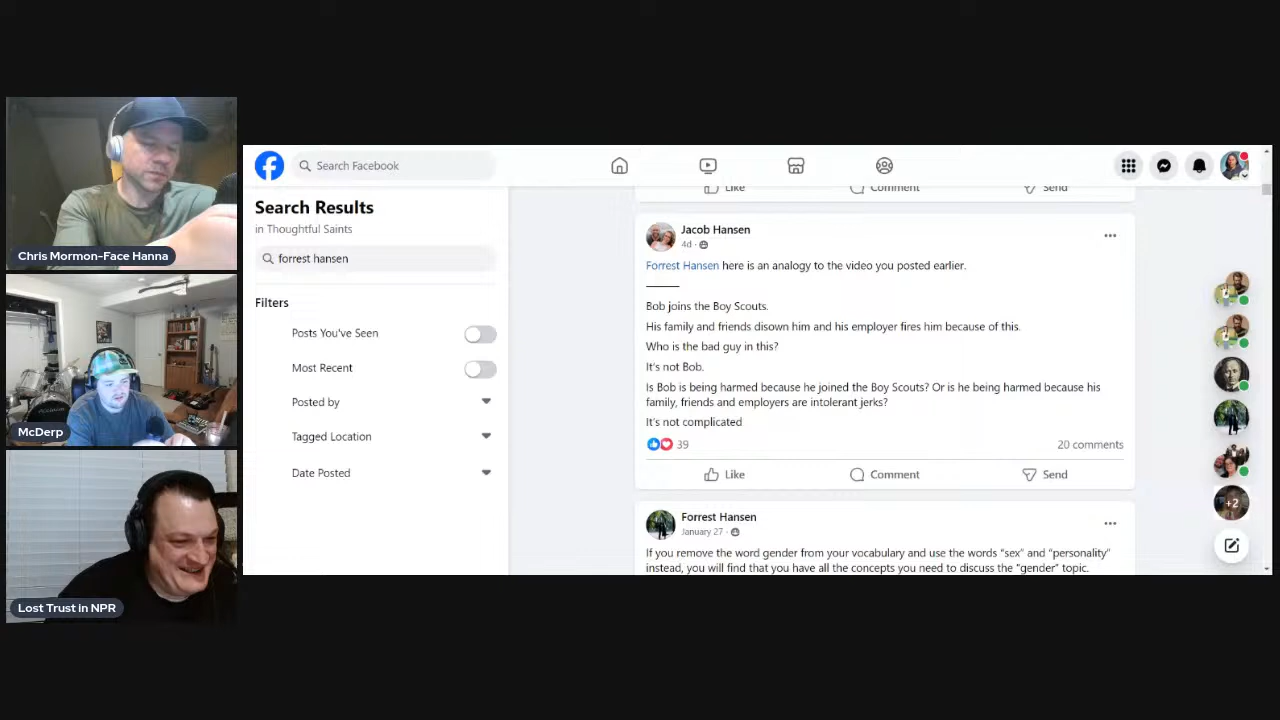 Chris Mormon-Face Hanna
McDerp
Lost Trust in NPR
Search Facebook
Search Results
in Thoughtful Saints
forrest hansen
Filters
Posts You've Seen
Most Recent
Posted by
Tagged Location
Date Posted
Like Comment Send
Jacob Hansen
4d
Forrest Hansen here is an analogy to the video you posted earlier.
Bob joins the Boy Scouts.
His family and friends disown him and his employer fires him because of this.
Who is the bad guy in this?
It's not Bob.
Is Bob is being harmed because he joined the Boy Scouts? Or is he being harmed because his
family, friends and employers are intolerant jerks?
It's not complicated
39 20 comments
Like Comment Send
Forrest Hansen
January 27
If you remove the word gender from your vocabulary and use the words "sex" and "personality"
instead, you will find that you have all the concepts you need to discuss the "gender" topic.
+2